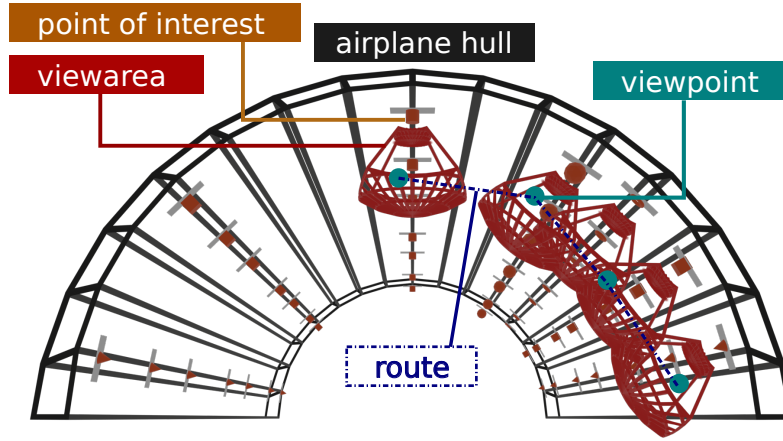 point of interest
airplane hull
viewarea
viewpoint
route